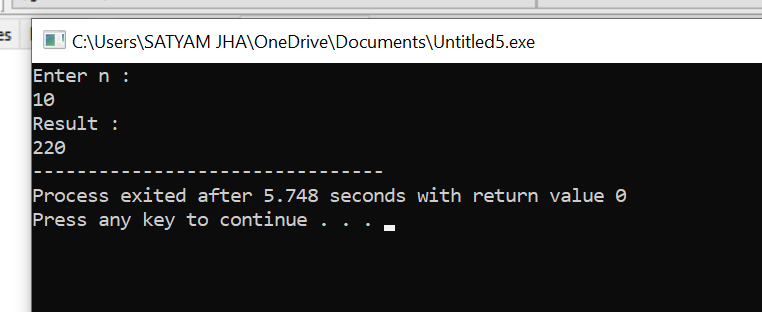 es
C:\Users\SATYAM JHA\OneDrive\Documents\Untitled5.exe
Enter n :
10
Result :
220
--------------------------------
Process exited after 5.748 seconds with return value 0
Press any key to continue . . .